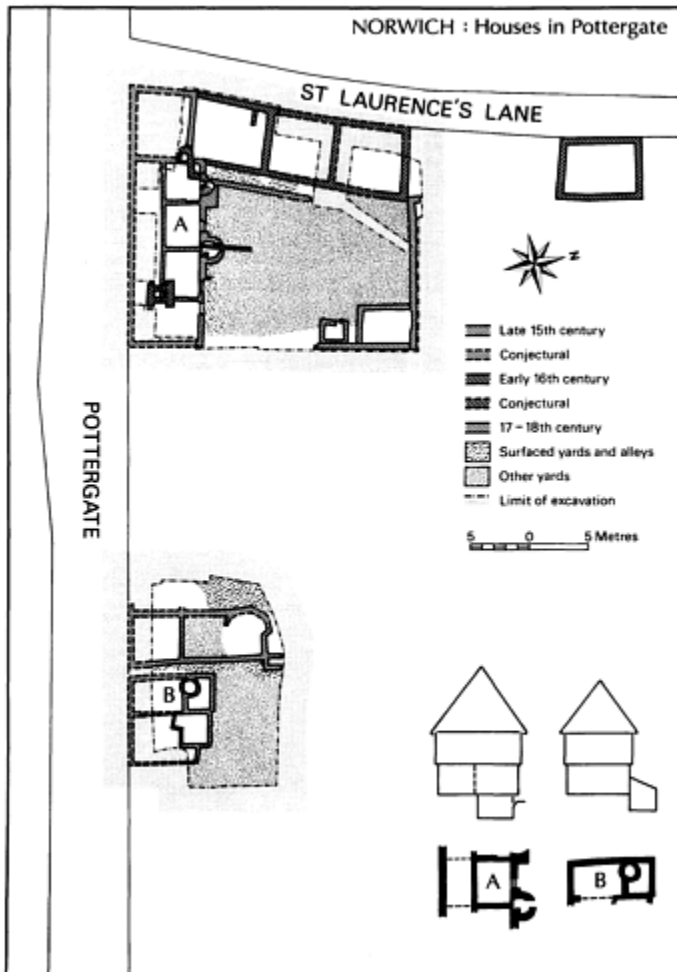 NORWICH : Houses in Pottergate
ST LAURENCE'S LANE
A
z
Late 15th century
Conjectural
Early 16th century
Conjectural
17-18th century
Surfaced yards and alleys
Other yards
Limit of excavation
5 0 5 Metres
POTTERGATE
B
A
B